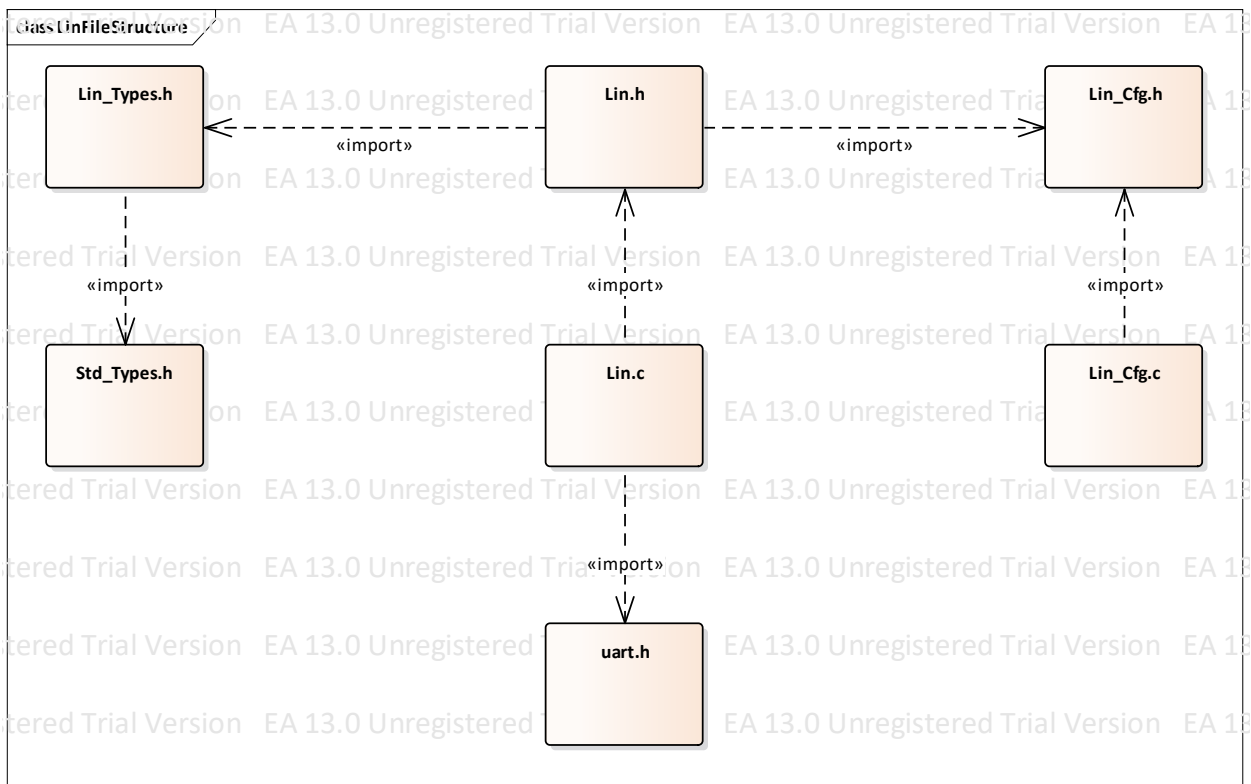 class LinFileStructure
Lin_Types.h
Lin.h
Lin_Cfg.h
«import»
«import»
«import»
«import»
«import»
Std_Types.h
Lin.c
Lin_Cfg.c
«import»
uart.h
EA 13.0 Unregistered Trial Version